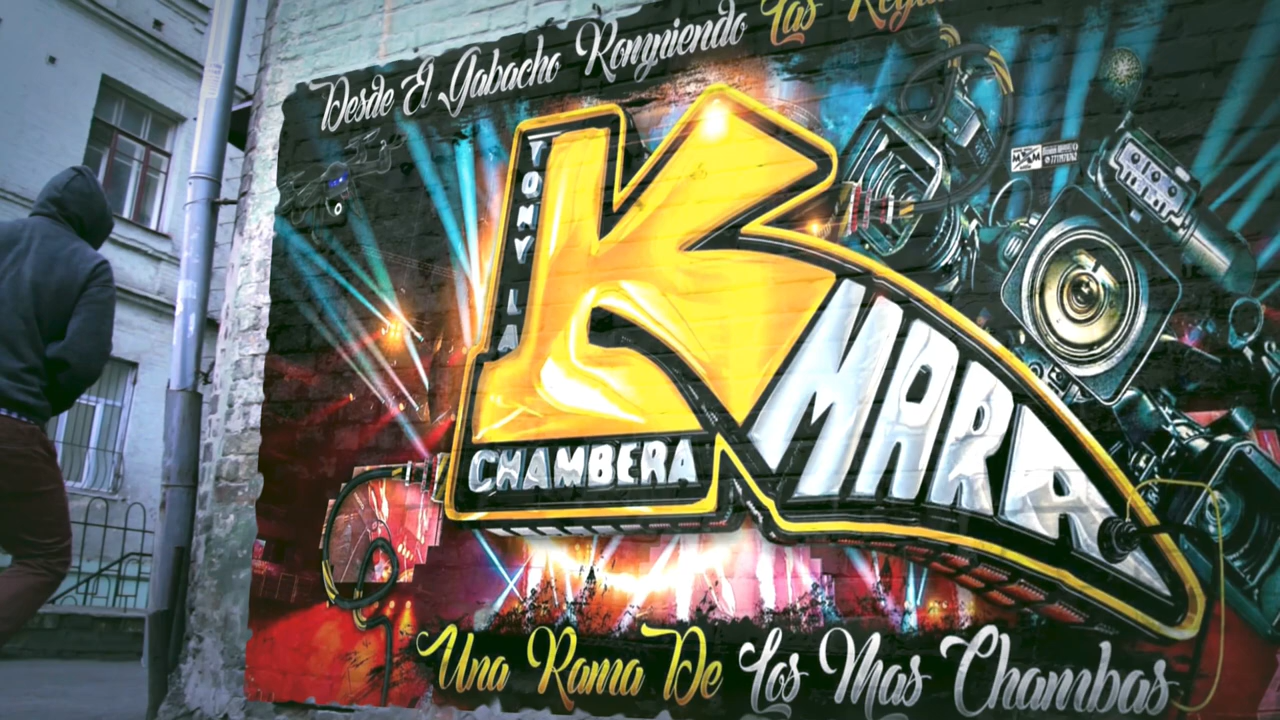 Desde El Gabacho Rompiendo Las
TONY LA
K
MARA
CHAMBERA
Una Rama De Los Mas Chambas